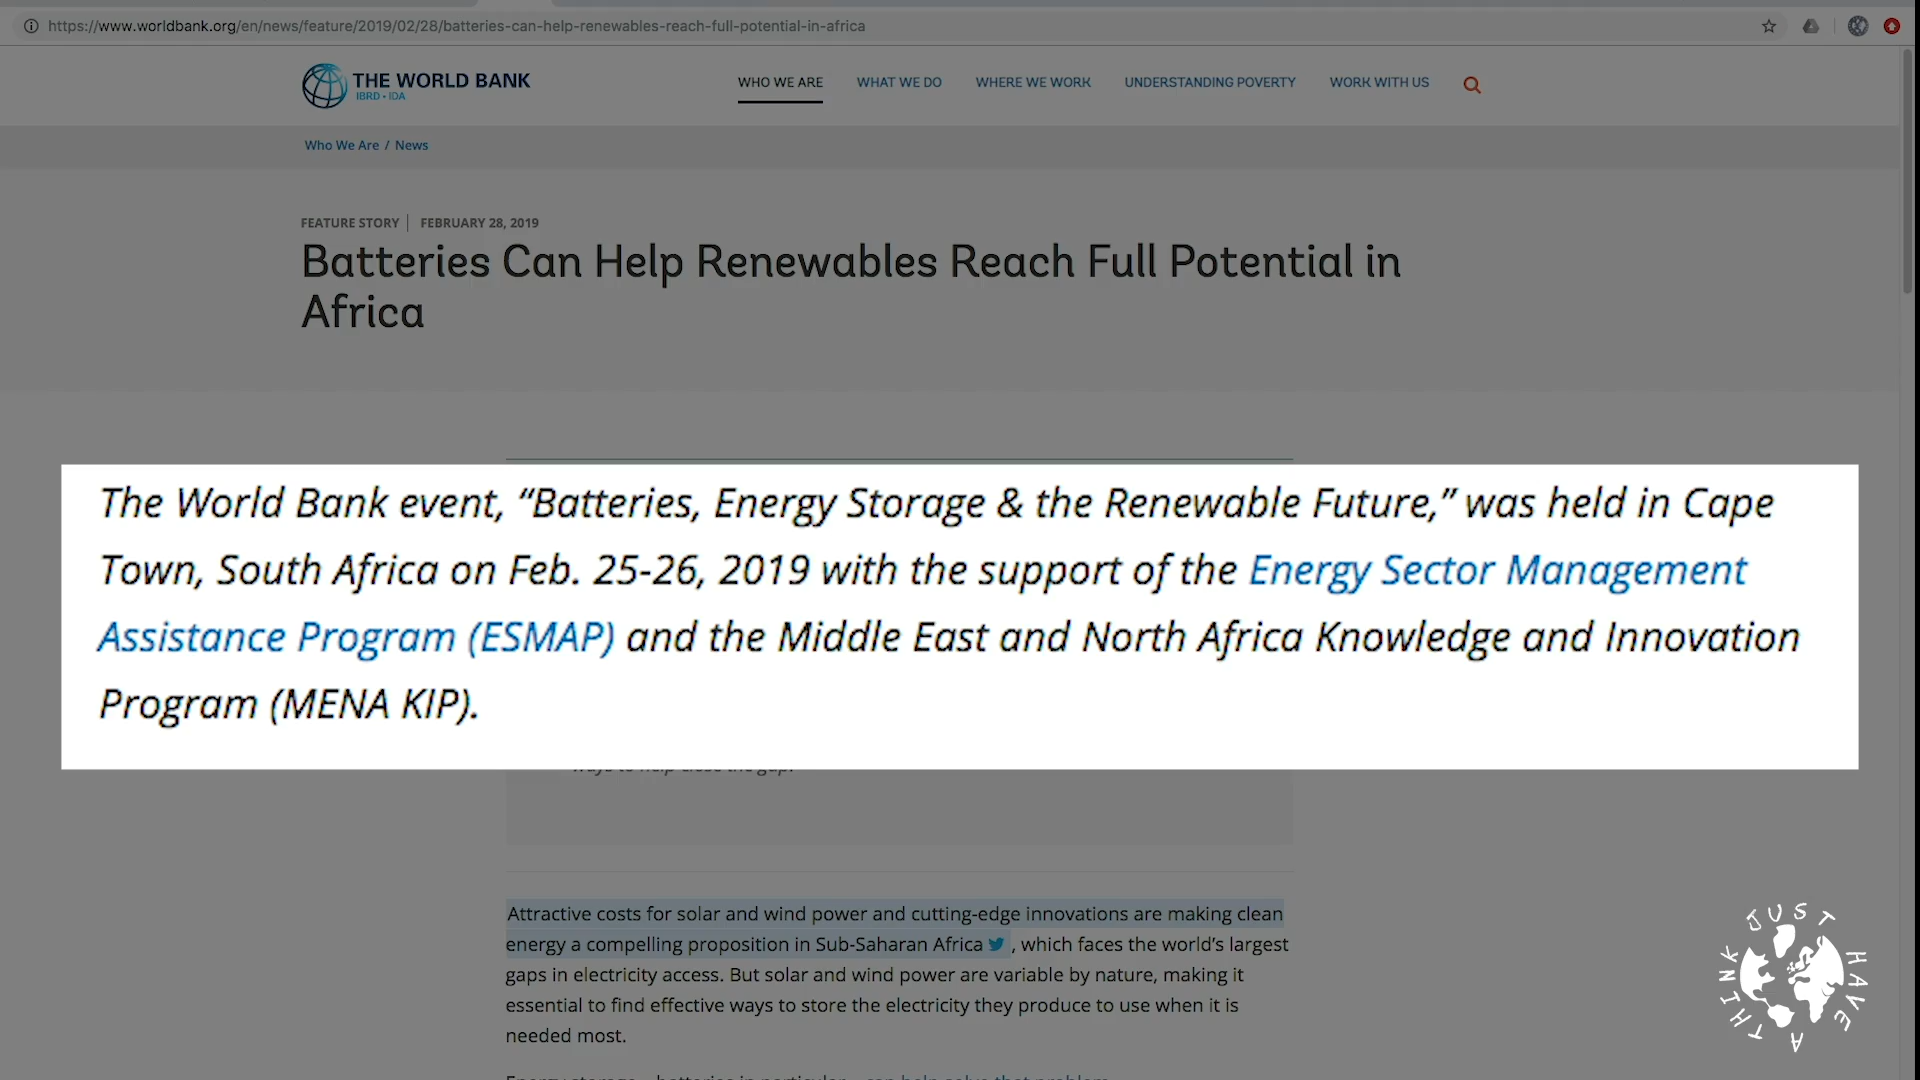 https://www.worldbank.org/en/news/feature/2019/02/28/batteries-can-help-renewables-reach-full-potential-in-africa
THE WORLD BANK
IBRD • IDA
WHO WE ARE
WHAT WE DO
WHERE WE WORK
UNDERSTANDING POVERTY
WORK WITH US
Who We Are / News
FEATURE STORY | FEBRUARY 28, 2019
Batteries Can Help Renewables Reach Full Potential in
Africa
The World Bank event, “Batteries, Energy Storage & the Renewable Future,” was held in Cape
Town, South Africa on Feb. 25-26, 2019 with the support of the Energy Sector Management
Assistance Program (ESMAP) and the Middle East and North Africa Knowledge and Innovation
Program (MENA KIP).
ways to help close the gap.
Attractive costs for solar and wind power and cutting-edge innovations are making clean
energy a compelling proposition in Sub-Saharan Africa , which faces the world’s largest
gaps in electricity access. But solar and wind power are variable by nature, making it
essential to find effective ways to store the electricity they produce to use when it is
needed most.
JUST HAVE A THINK